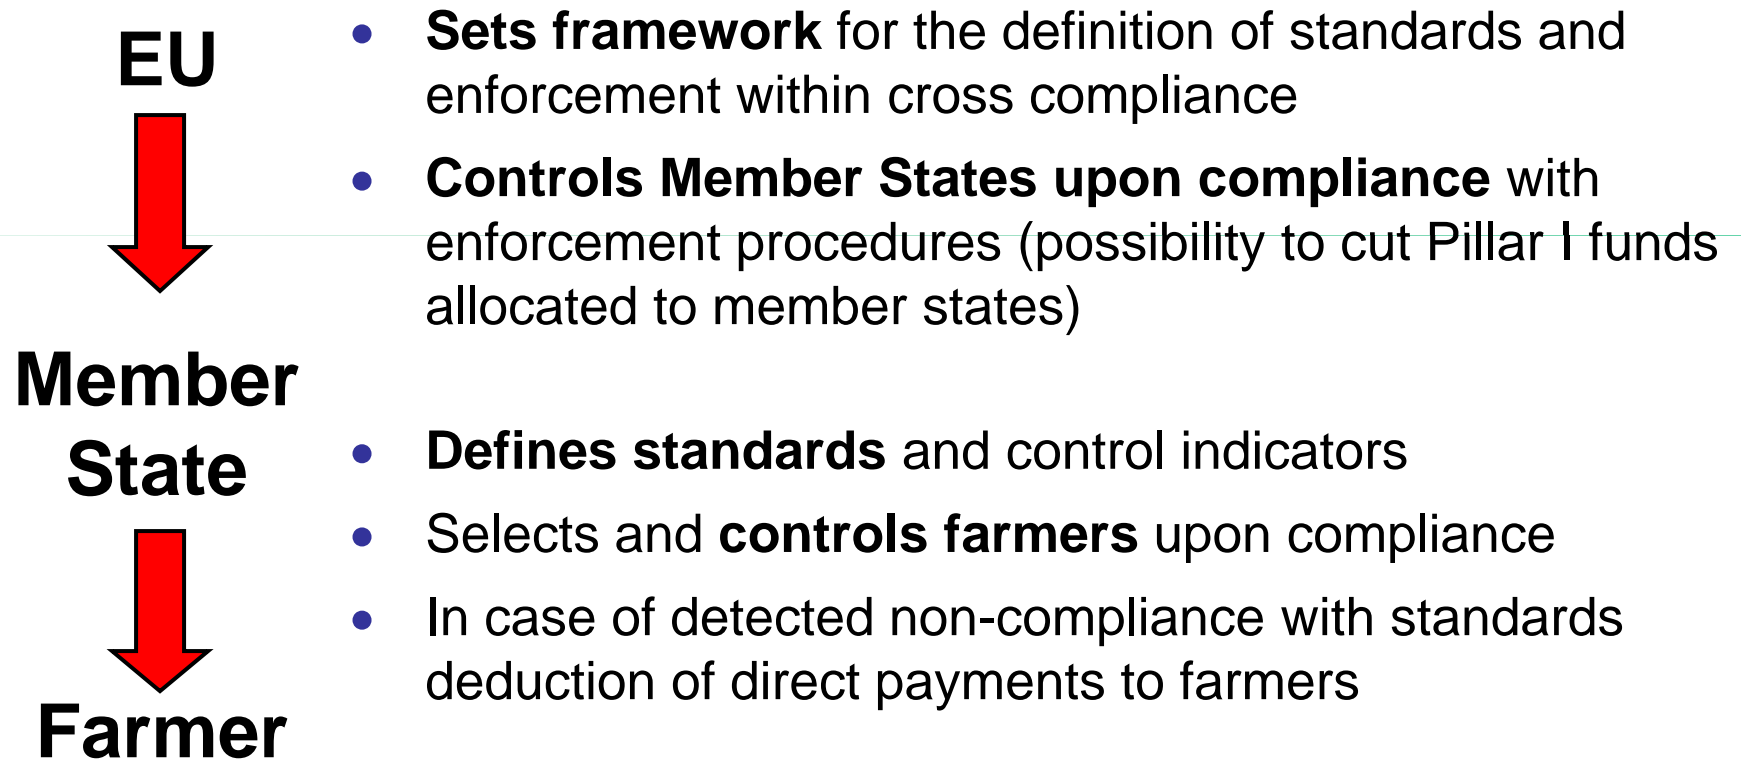 EU
• Sets framework for the definition of standards and
enforcement within cross compliance
• Controls Member States upon compliance with
enforcement procedures (possibility to cut Pillar I funds
allocated to member states)
Member
State
• Defines standards and control indicators
• Selects and controls farmers upon compliance
• In case of detected non-compliance with standards
deduction of direct payments to farmers
Farmer